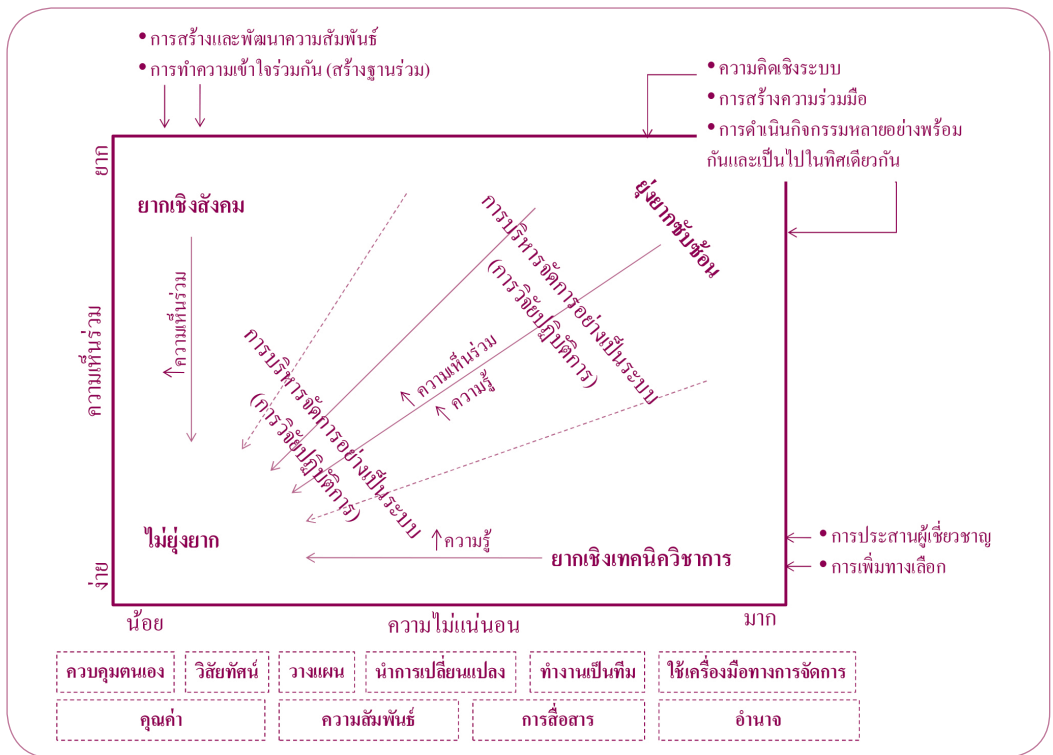 • การสร้างและพัฒนาความสัมพันธ์
• การทำความเข้าใจร่วมกัน (สร้างฐานร่วม)
• ความคิดเชิงระบบ
• การสร้างความร่วมมือ
• การดำเนินกิจกรรมหลายอย่างพร้อม
กันและเป็นไปในทิศเดียวกัน
ยาก
ความเห็นร่วม
ง่าย
ยากเชิงสังคม
ยุ่งยากซับซ้อน
การบริหารจัดการอย่างเป็นระบบ
(การวิจัยปฏิบัติการ)
↑ ความเห็นร่วม
↑ ความเห็นร่วม
↑ ความรู้
การบริหารจัดการอย่างเป็นระบบ
(การวิจัยปฏิบัติการ)
ไม่ยุ่งยาก
↑ ความรู้
ยากเชิงเทคนิควิชาการ
• การประสานผู้เชี่ยวชาญ
• การเพิ่มทางเลือก
น้อย
ความไม่แน่นอน
มาก
ควบคุมตนเอง
วิสัยทัศน์
วางแผน
นำการเปลี่ยนแปลง
ทำงานเป็นทีม
ใช้เครื่องมือทางการจัดการ
คุณค่า
ความสัมพันธ์
การสื่อสาร
อำนาจ